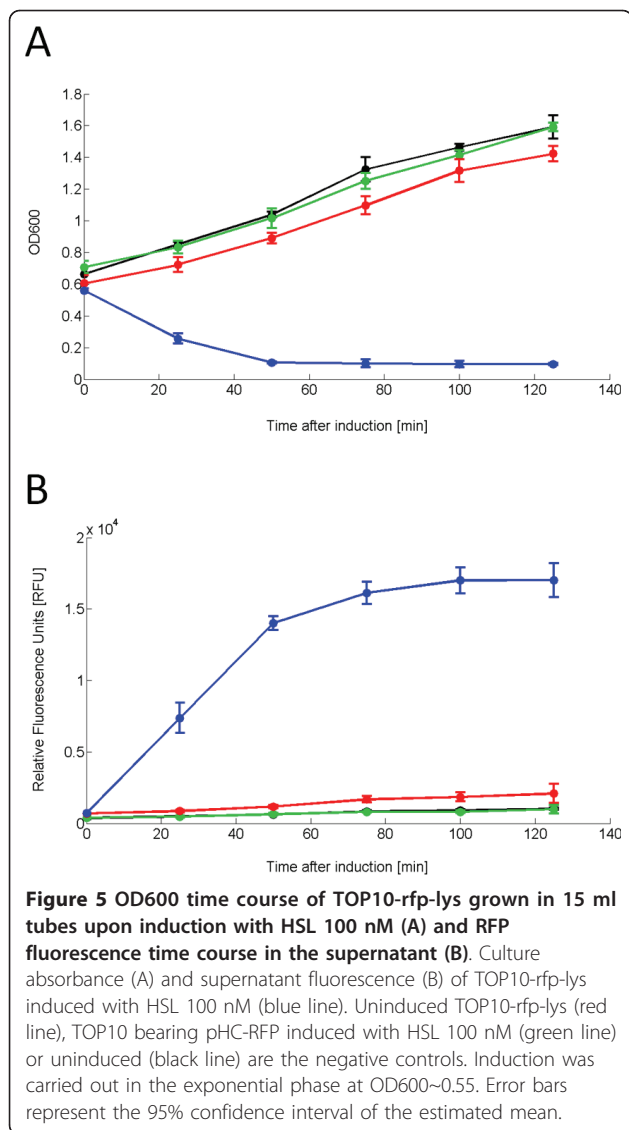 A
1.8
1.6
1.4
1.2
1
0.8
0.6
0.4
0.2
0
OD600
0 20 40 60 80 100 120 140
Time after induction [min]
B
x 10^4
2
1.5
1
0.5
0
Relative Fluorescence Units [RFU]
0 20 40 60 80 100 120 140
Time after induction [min]
Figure 5 OD600 time course of TOP10-rfp-lys grown in 15 ml
tubes upon induction with HSL 100 nM (A) and RFP
fluorescence time course in the supernatant (B). Culture
absorbance (A) and supernatant fluorescence (B) of TOP10-rfp-lys
induced with HSL 100 nM (blue line). Uninduced TOP10-rfp-lys (red
line), TOP10 bearing pHC-RFP induced with HSL 100 nM (green line)
or uninduced (black line) are the negative controls. Induction was
carried out in the exponential phase at OD600~0.55. Error bars
represent the 95% confidence interval of the estimated mean.